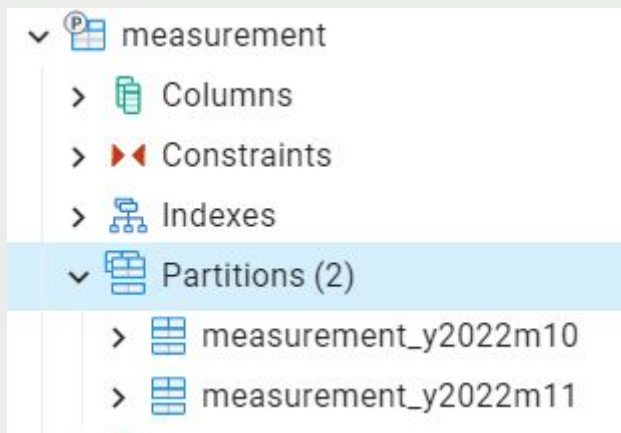 measurement
Columns
Constraints
Indexes
Partitions (2)
measurement_y2022m10
measurement_y2022m11